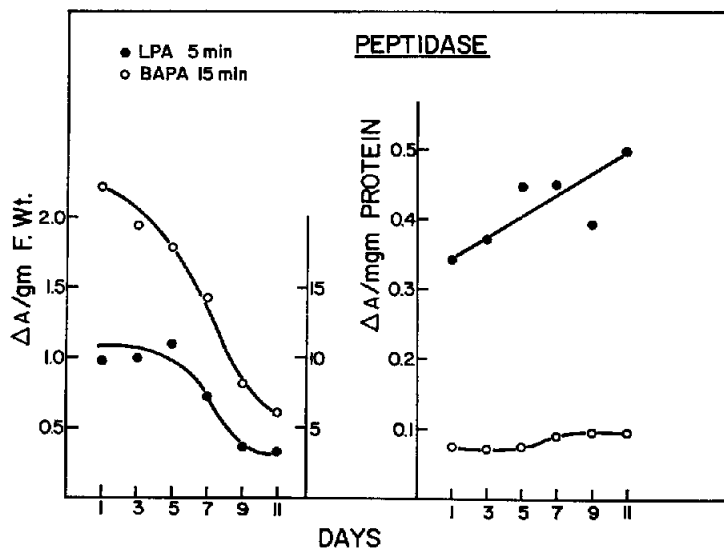 PEPTIDASE
● LPA 5 min
○ BAPA 15 min
ΔA/gm F. Wt.
2.0
1.5
1.0
0.5
15
10
5
1 3 5 7 9 11
ΔA/mgm PROTEIN
0.5
0.4
0.3
0.2
0.1
1 3 5 7 9 11
DAYS